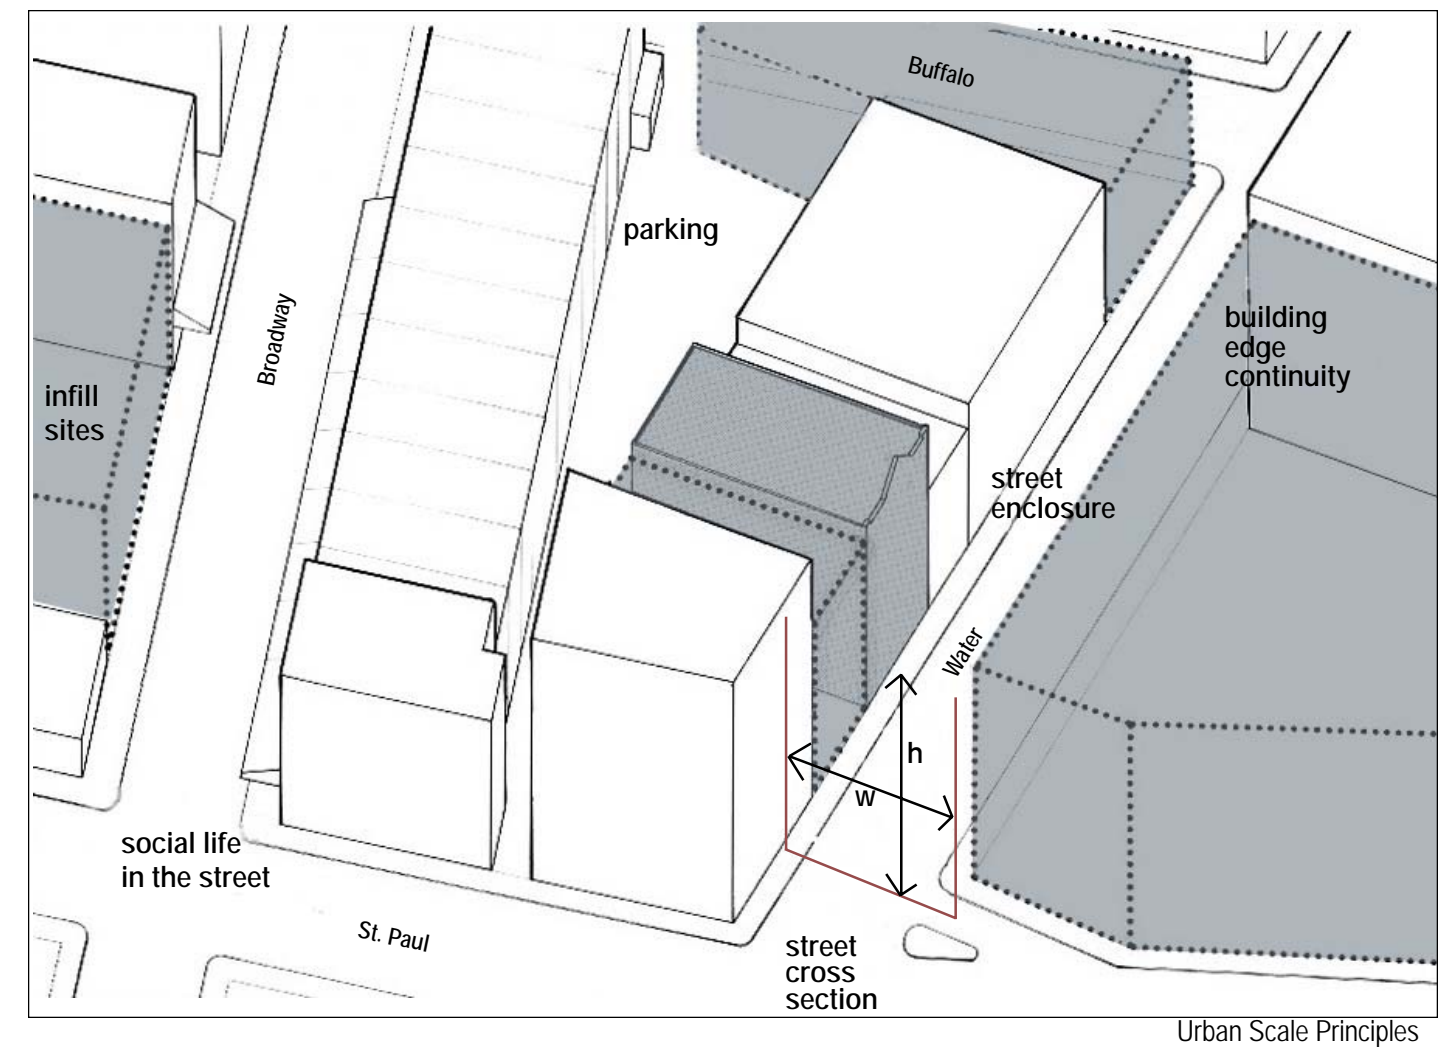 Buffalo
parking
Broadway
building
edge
continuity
infill
sites
street
enclosure
Water
h
w
social life
in the street
St. Paul
street
cross
section
Urban Scale Principles